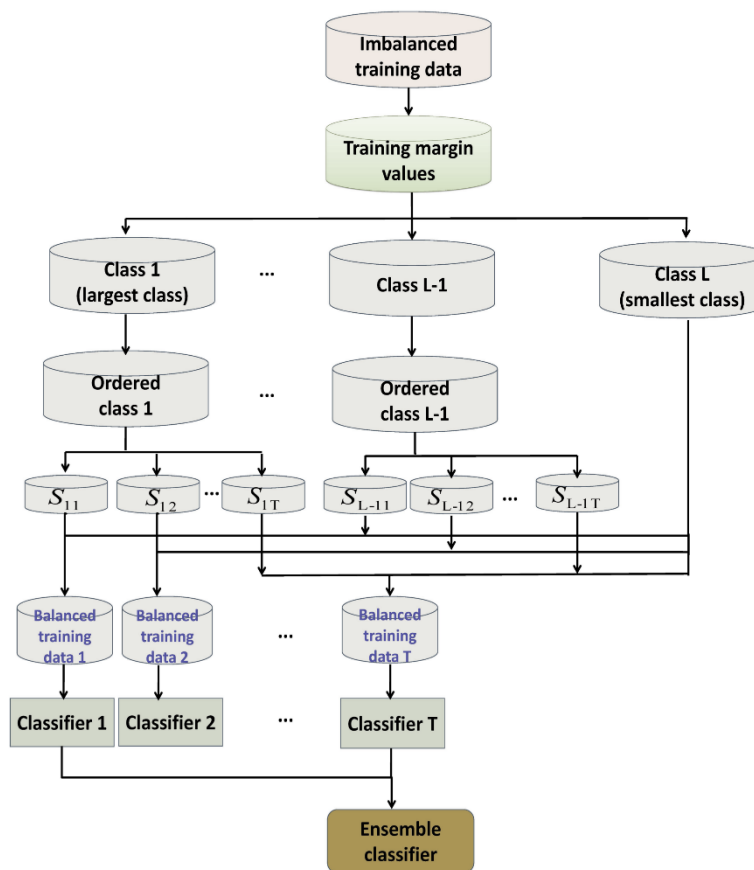 Imbalanced
training data
Training margin
values
Class 1
(largest class)
...
Class L-1
Class L
(smallest class)
Ordered
class 1
...
Ordered
class L-1
S11
S12
...
S1T
SL-11
SL-12
...
SL-1T
Balanced
training
data 1
Balanced
training
data 2
...
Balanced
training
data T
Classifier 1
Classifier 2
...
Classifier T
Ensemble
classifier